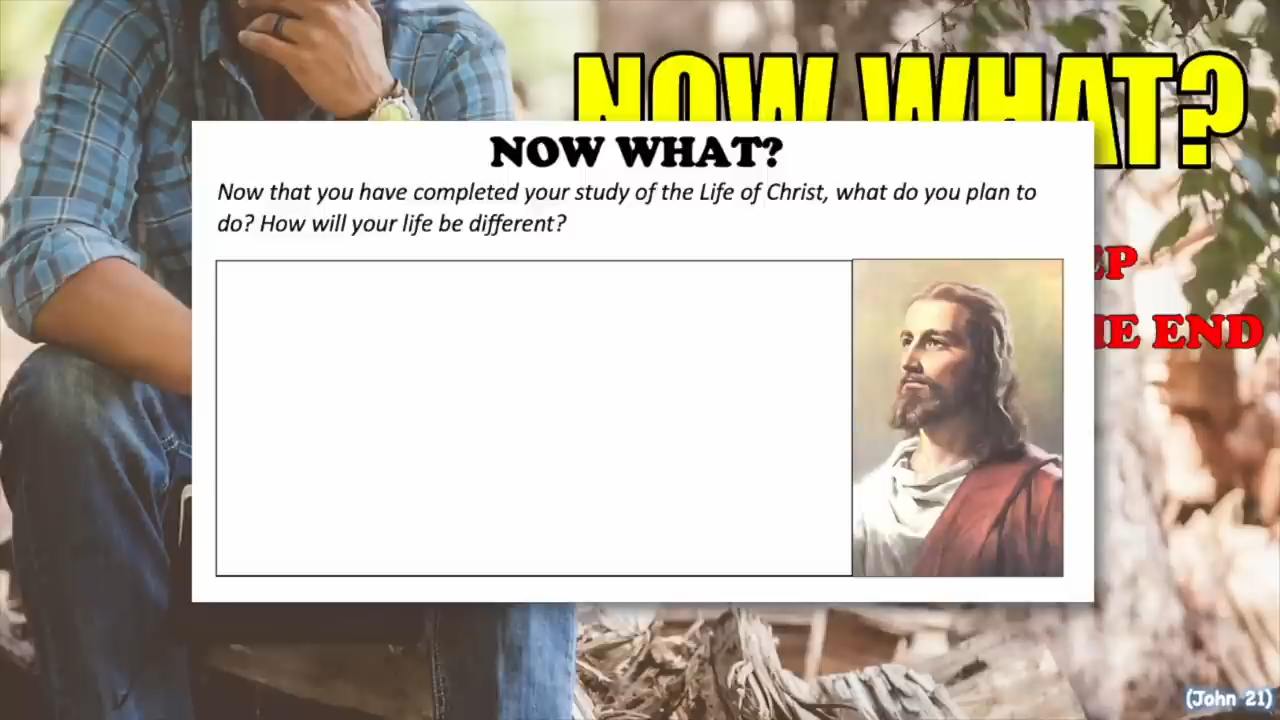 NOW WHAT?
NOW WHAT?
Now that you have completed your study of the Life of Christ, what do you plan to
do? How will your life be different?
END
(John 21)